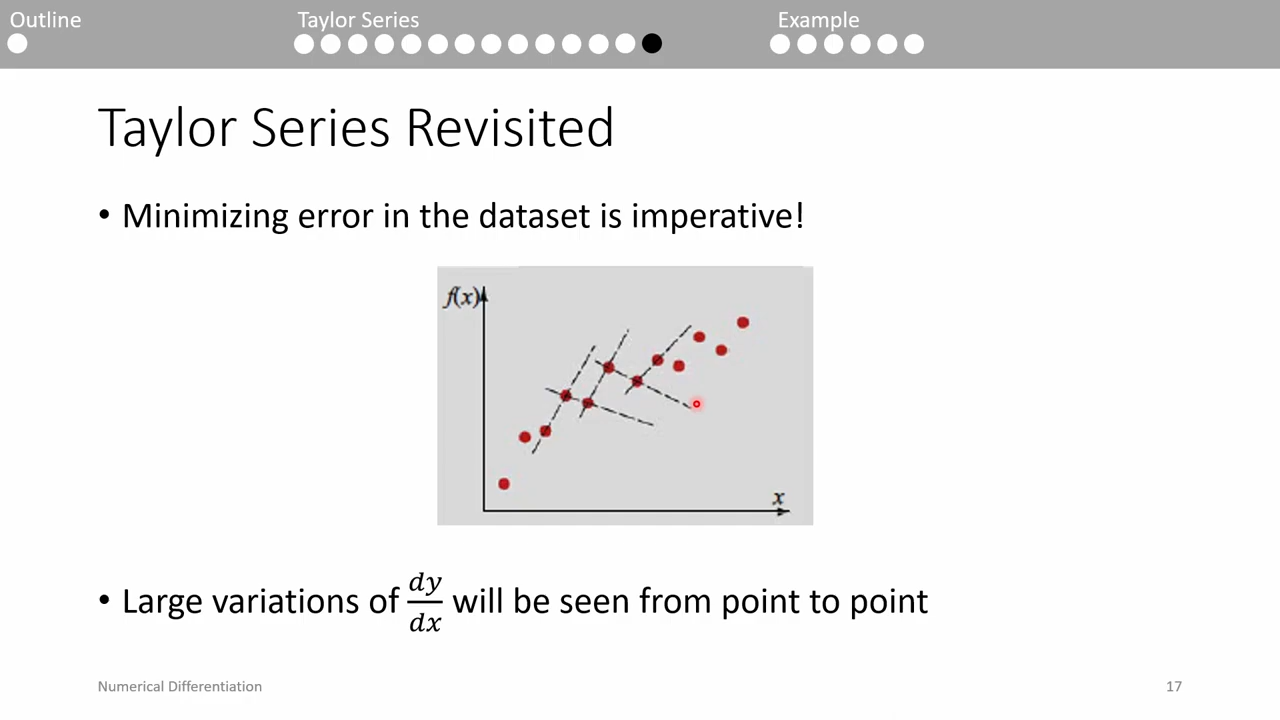 Outline
Taylor Series
Example
Taylor Series Revisited
• Minimizing error in the dataset is imperative!
f(x)
x
• Large variations of dy/dx will be seen from point to point
Numerical Differentiation
17